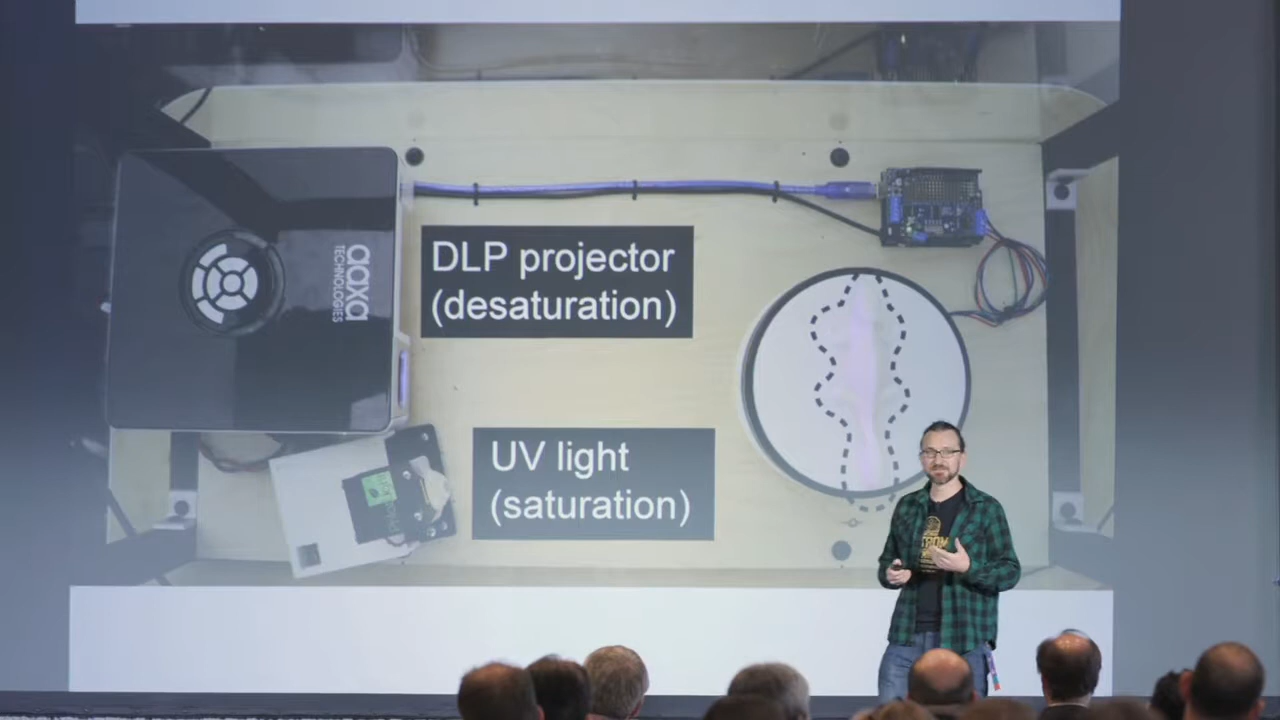 aaxa
TECHNOLOGIES
DLP projector
(desaturation)
UV light
(saturation)